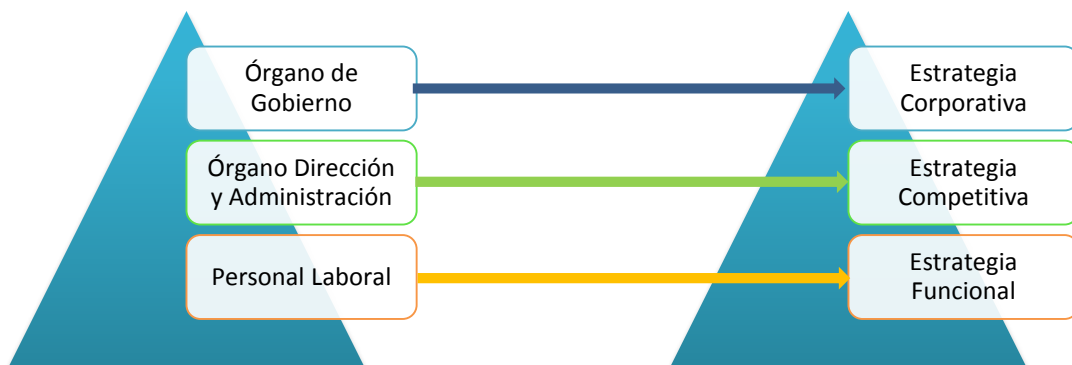 Órgano de
Gobierno
Estrategia
Corporativa
Órgano Dirección
y Administración
Estrategia
Competitiva
Personal Laboral
Estrategia
Funcional